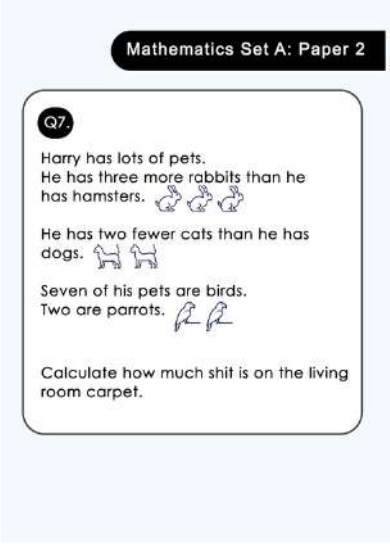 Mathematics Set A: Paper 2
Q7.
Harry has lots of pets.
He has three more rabbits than he
has hamsters.
He has two fewer cats than he has
dogs.
Seven of his pets are birds.
Two are parrots.
Calculate how much shit is on the living
room carpet.